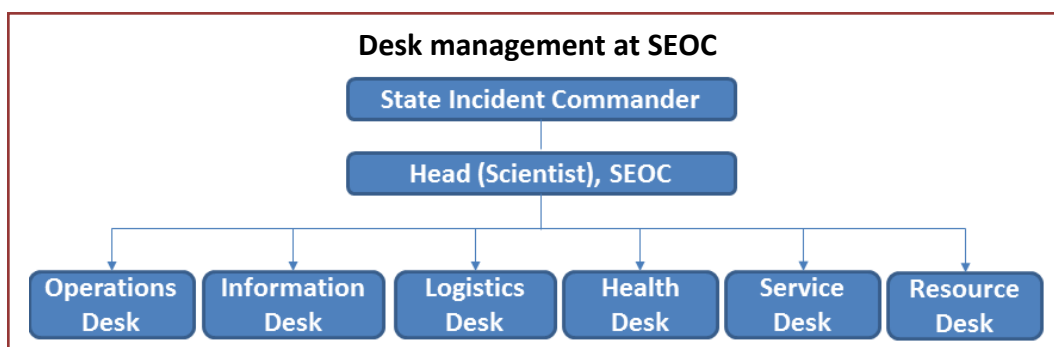 Desk management at SEOC
State Incident Commander
Head (Scientist), SEOC
Operations
Desk
Information
Desk
Logistics
Desk
Health
Desk
Service
Desk
Resource
Desk